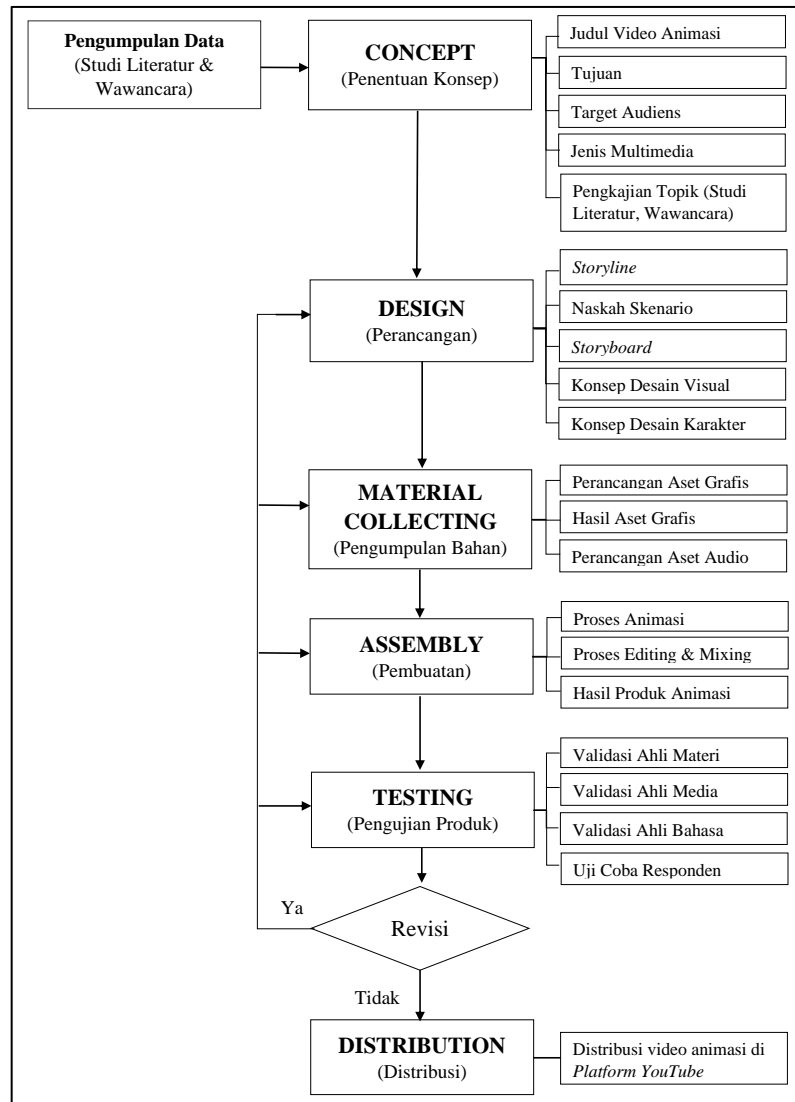 Pengumpulan Data
(Studi Literatur &
Wawancara)
CONCEPT
(Penentuan Konsep)
Judul Video Animasi
Tujuan
Target Audiens
Jenis Multimedia
Pengkajian Topik (Studi
Literatur, Wawancara)
DESIGN
(Perancangan)
Storyline
Naskah Skenario
Storyboard
Konsep Desain Visual
Konsep Desain Karakter
MATERIAL
COLLECTING
(Pengumpulan Bahan)
Perancangan Aset Grafis
Hasil Aset Grafis
Perancangan Aset Audio
ASSEMBLY
(Pembuatan)
Proses Animasi
Proses Editing & Mixing
Hasil Produk Animasi
TESTING
(Pengujian Produk)
Validasi Ahli Materi
Validasi Ahli Media
Validasi Ahli Bahasa
Uji Coba Responden
Ya
Revisi
Tidak
DISTRIBUTION
(Distribusi)
Distribusi video animasi di
Platform YouTube